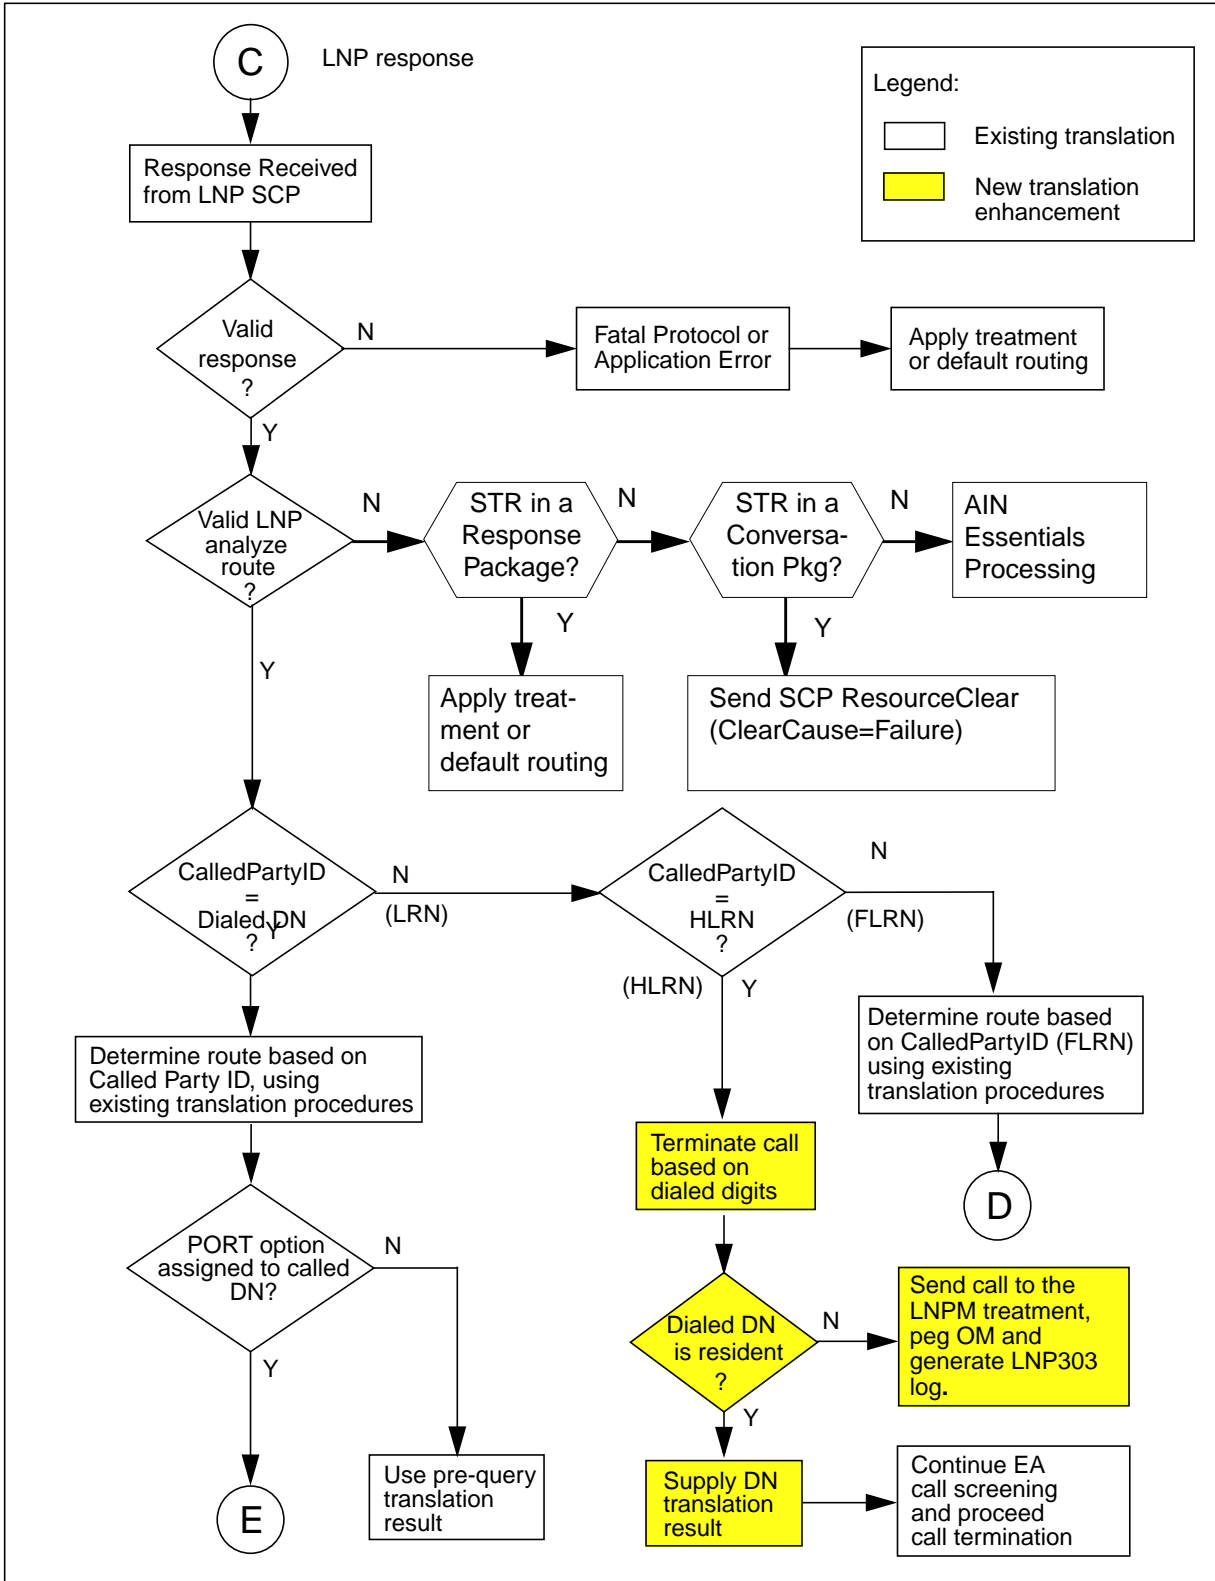 C
LNP response
Legend:
Existing translation
New translation
enhancement
Response Received
from LNP SCP
Valid
response
?
N
Fatal Protocol or
Application Error
Apply treatment
or default routing
Y
Valid LNP
analyze
route
?
N
STR in a
Response
Package?
N
STR in a
Conversa-
tion Pkg?
N
AIN
Essentials
Processing
Y
Y
Y
Apply treat-
ment or
default routing
Send SCP ResourceClear
(ClearCause=Failure)
CalledPartyID
=
Dialed DN
?
Y
N
(LRN)
CalledPartyID
=
HLRN
?
N
(FLRN)
(HLRN)
Y
Determine route based on
Called Party ID, using
existing translation procedures
Determine route based
on CalledPartyID (FLRN)
using existing
translation procedures
Terminate call
based on
dialed digits
D
PORT option
assigned to called
DN?
N
Y
Dialed DN
is resident
?
N
Send call to the
LNPM treatment,
peg OM and
generate LNP303
log.
Y
E
Use pre-query
translation
result
Supply DN
translation
result
Continue EA
call screening
and proceed
call termination